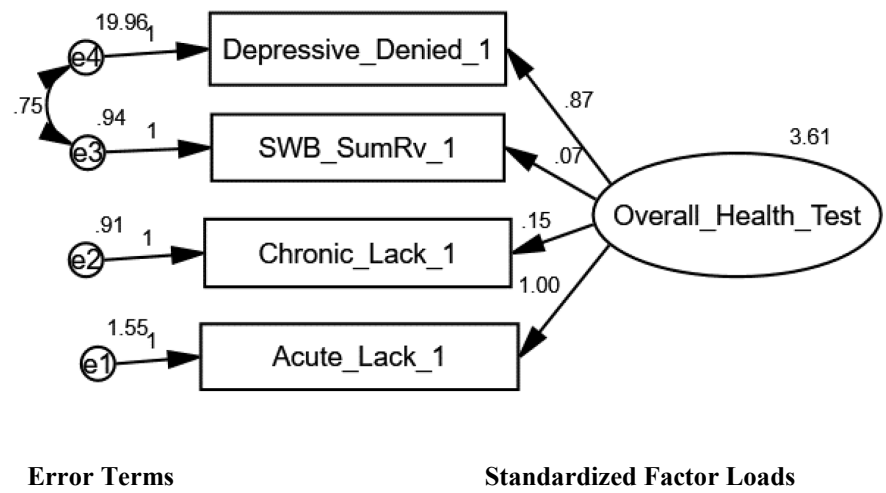 19.96
1
e4
Depressive_Denied_1
.87
.75
.94
1
e3
SWB_SumRv_1
.07
3.61
Overall_Health_Test
.91
1
e2
Chronic_Lack_1
.15
1.00
1.55
1
e1
Acute_Lack_1
Error Terms
Standardized Factor Loads